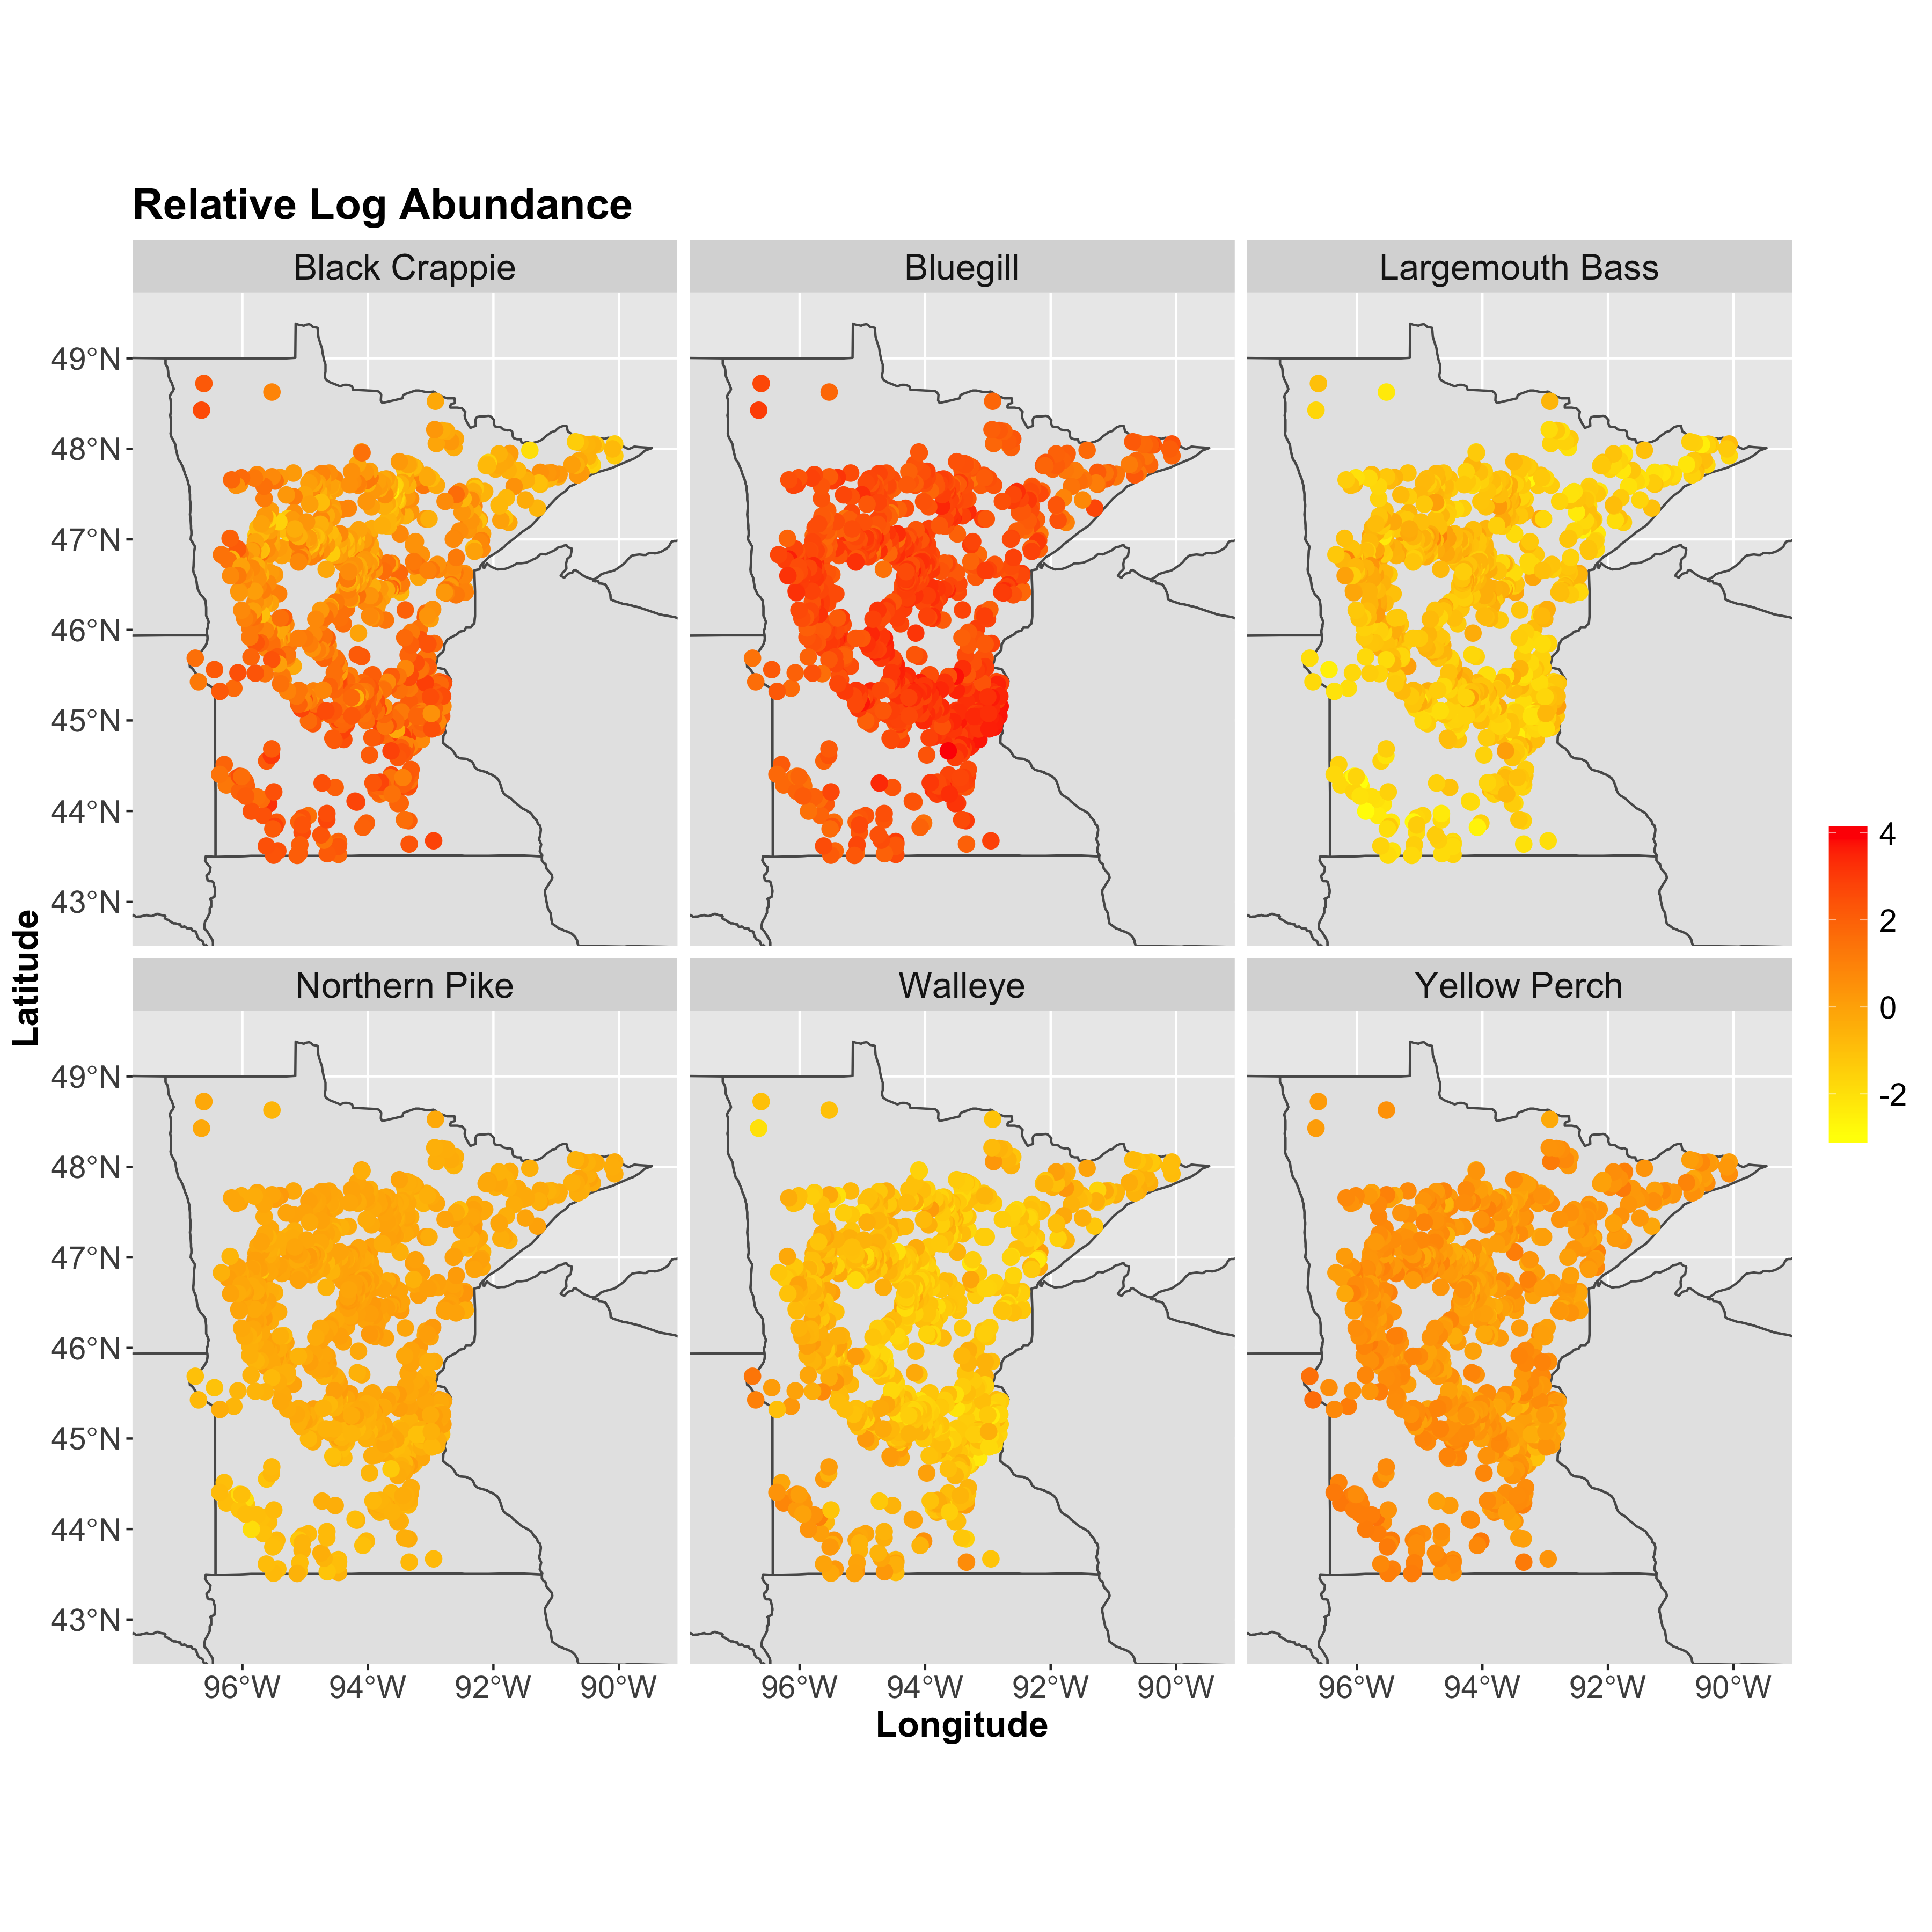 Relative Log Abundance
Black Crappie
Bluegill
Largemouth Bass
49°N
48°N
47°N
46°N
45°N
44°N
43°N
4
2
0
-2
Northern Pike
Walleye
Yellow Perch
Latitude
49°N
48°N
47°N
46°N
45°N
44°N
43°N
96°W 94°W 92°W 90°W
96°W 94°W 92°W 90°W
96°W 94°W 92°W 90°W
Longitude